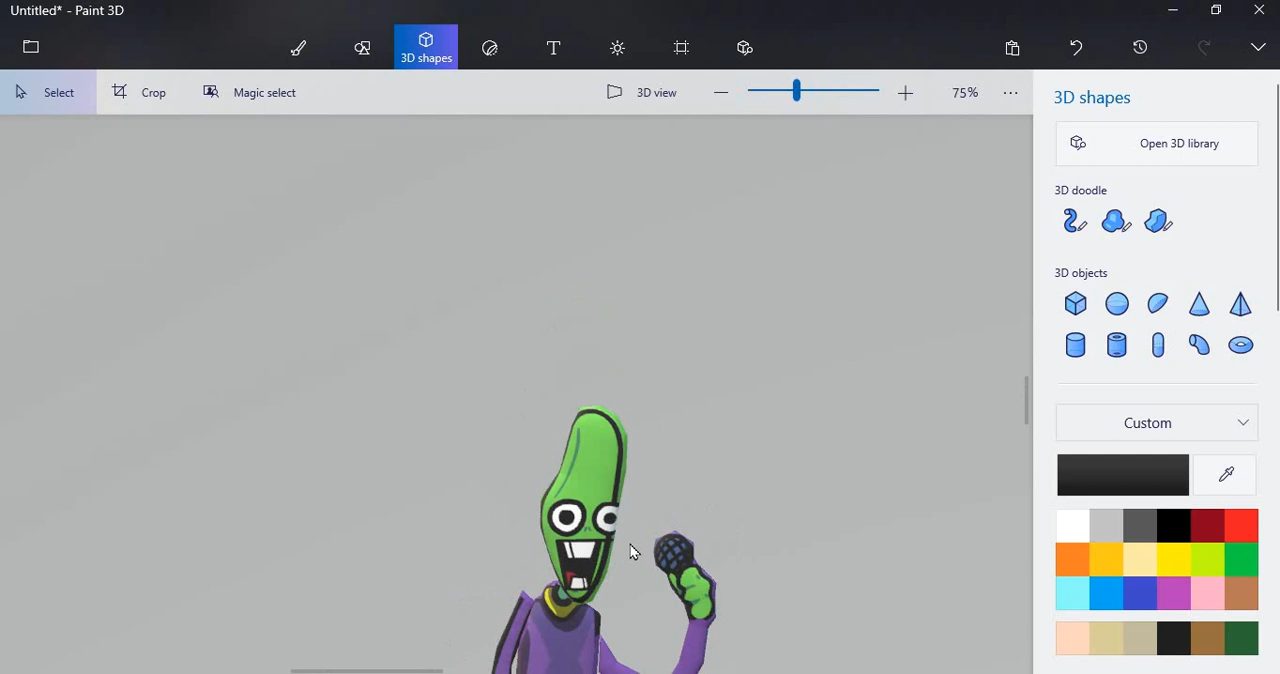 Untitled* - Paint 3D
3D shapes
Select
Crop
Magic select
3D view
75%
3D shapes
Open 3D library
3D doodle
3D objects
Custom